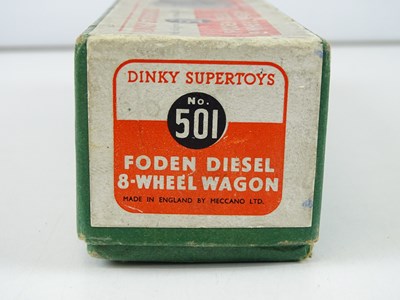 DINKY SUPERTOYS
No.
501
FODEN DIESEL
8-WHEEL WAGON
MADE IN ENGLAND BY MECCANO LTD.